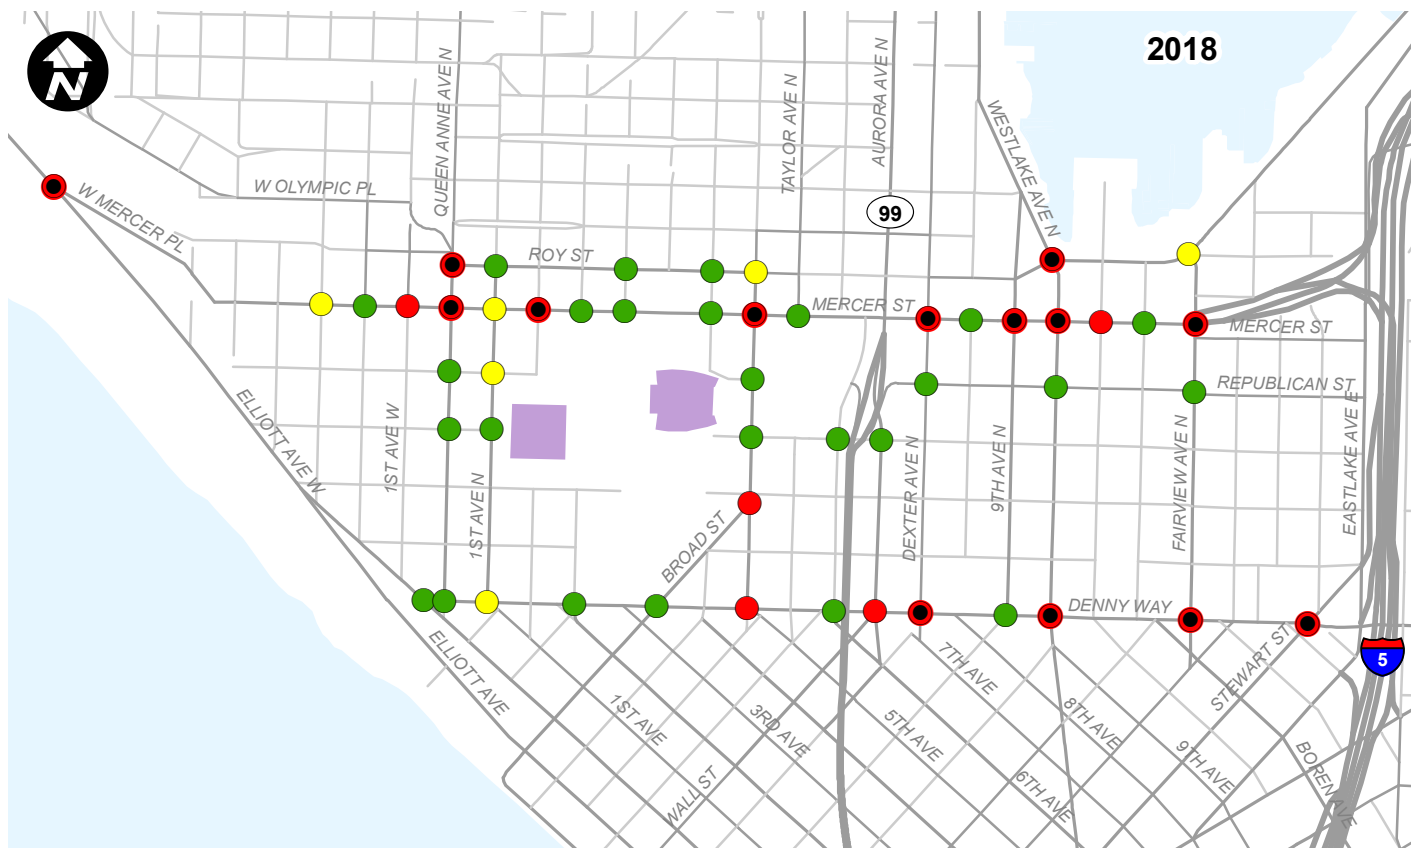 2018
N
QUEEN ANNE AVE N
TAYLOR AVE N
AURORA AVE N
WESTLAKE AVE N
W OLYMPIC PL
W MERCER PL
99
ROY ST
MERCER ST
MERCER ST
REPUBLICAN ST
ELLIOTT AVE W
1ST AVE W
1ST AVE N
BROAD ST
DEXTER AVE N
9TH AVE N
FAIRVIEW AVE N
EASTLAKE AVE E
DENNY WAY
ELLIOTT AVE
1ST AVE
3RD AVE
WALL ST
5TH AVE
7TH AVE
6TH AVE
8TH AVE
9TH AVE
STEWART ST
BOREN AVE
5